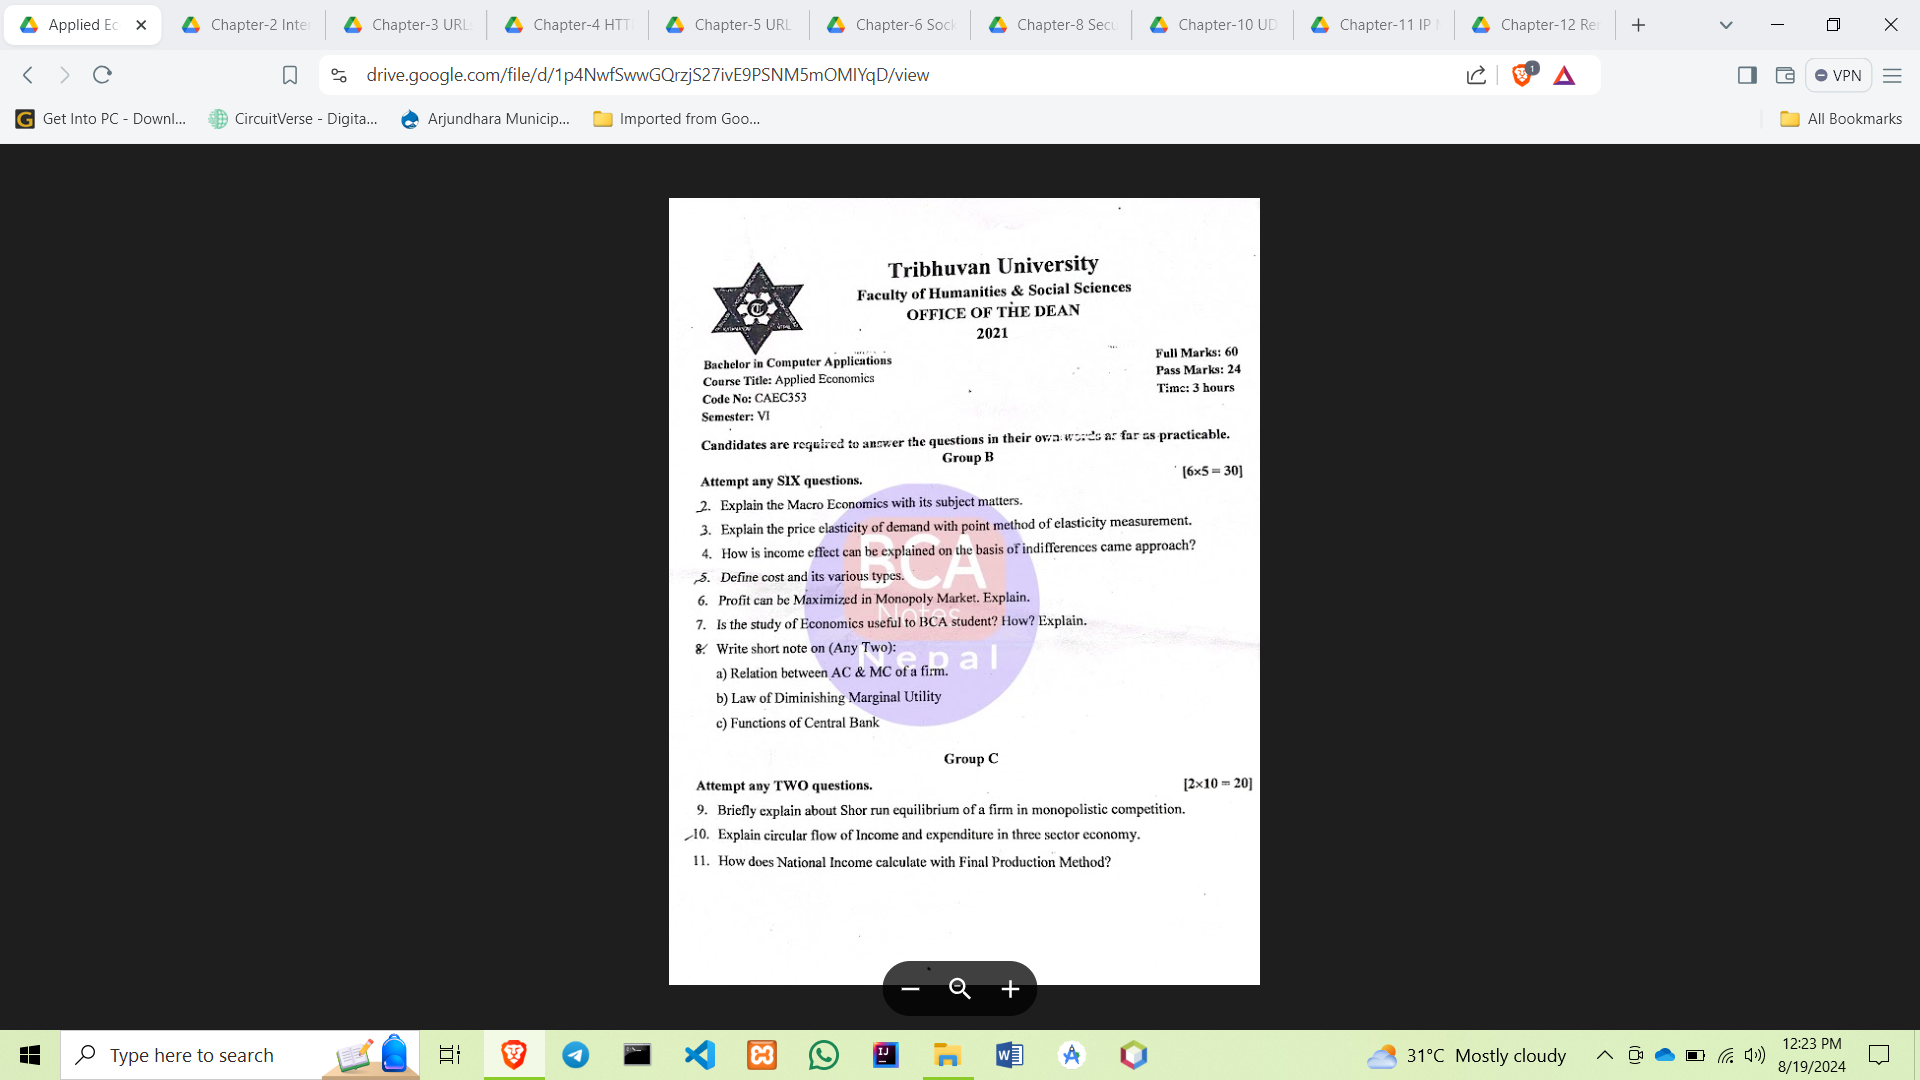 Applied Ec
Chapter-2 Inter
Chapter-3 URLs
Chapter-4 HTTP
Chapter-5 URL
Chapter-6 Sock
Chapter-8 Secu
Chapter-10 UD
Chapter-11 IP M
Chapter-12 Rem
drive.google.com/file/d/1p4NwfSwwGQrzjS27ivE9PSNM5mOMIYqD/view
1
VPN
Get Into PC - Downl...
CircuitVerse - Digita...
Arjundhara Municip...
Imported from Goo...
All Bookmarks
Tribhuvan University
Faculty of Humanities & Social Sciences
OFFICE OF THE DEAN
2021
Bachelor in Computer Applications
Course Title: Applied Economics
Code No: CAEC353
Semester: VI
Full Marks: 60
Pass Marks: 24
Time: 3 hours
Candidates are required to answer the questions in their own words as far as practicable.
Group B
Attempt any SIX questions. [6×5 = 30]
2. Explain the Macro Economics with its subject matters.
3. Explain the price elasticity of demand with point method of elasticity measurement.
4. How is income effect can be explained on the basis of indifferences came approach?
5. Define cost and its various types.
6. Profit can be Maximized in Monopoly Market. Explain.
7. Is the study of Economics useful to BCA student? How? Explain.
8. Write short note on (Any Two):
a) Relation between AC & MC of a firm.
b) Law of Diminishing Marginal Utility
c) Functions of Central Bank
BCA
Notes
Nepal
Group C
Attempt any TWO questions. [2×10 = 20]
9. Briefly explain about Shor run equilibrium of a firm in monopolistic competition.
10. Explain circular flow of Income and expenditure in three sector economy.
11. How does National Income calculate with Final Production Method?
Type here to search
31°C Mostly cloudy
12:23 PM
8/19/2024